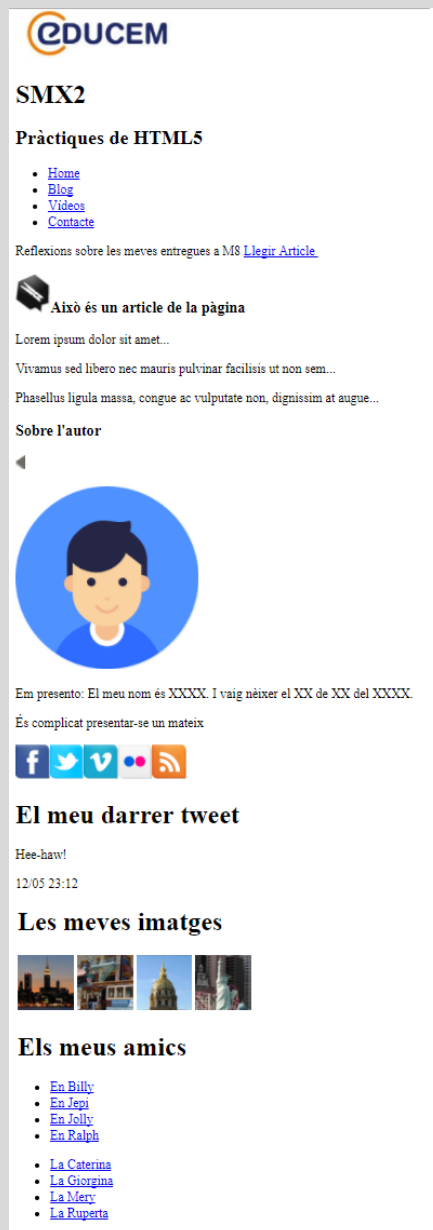 eDUCEM
SMX2
Pràctiques de HTML5
Home
Blog
Vídeos
Contacte
Reflexions sobre les meves entregues a M8 Llegir Article
Això és un article de la pàgina
Lorem ipsum dolor sit amet...
Vivamus sed libero nec mauris pulvinar facilisis ut non sem...
Phasellus ligula massa, congue ac vulputate non, dignissim at augue...
Sobre l'autor
Em presento: El meu nom és XXXX. I vaig nèixer el XX de XX del XXXX.
És complicat presentar-se un mateix
El meu darrer tweet
Hee-haw!
12/05 23:12
Les meves imatges
Els meus amics
En Billy
En Jepi
En Jolly
En Ralph
La Caterina
La Giorgina
La Mery
La Ruperta